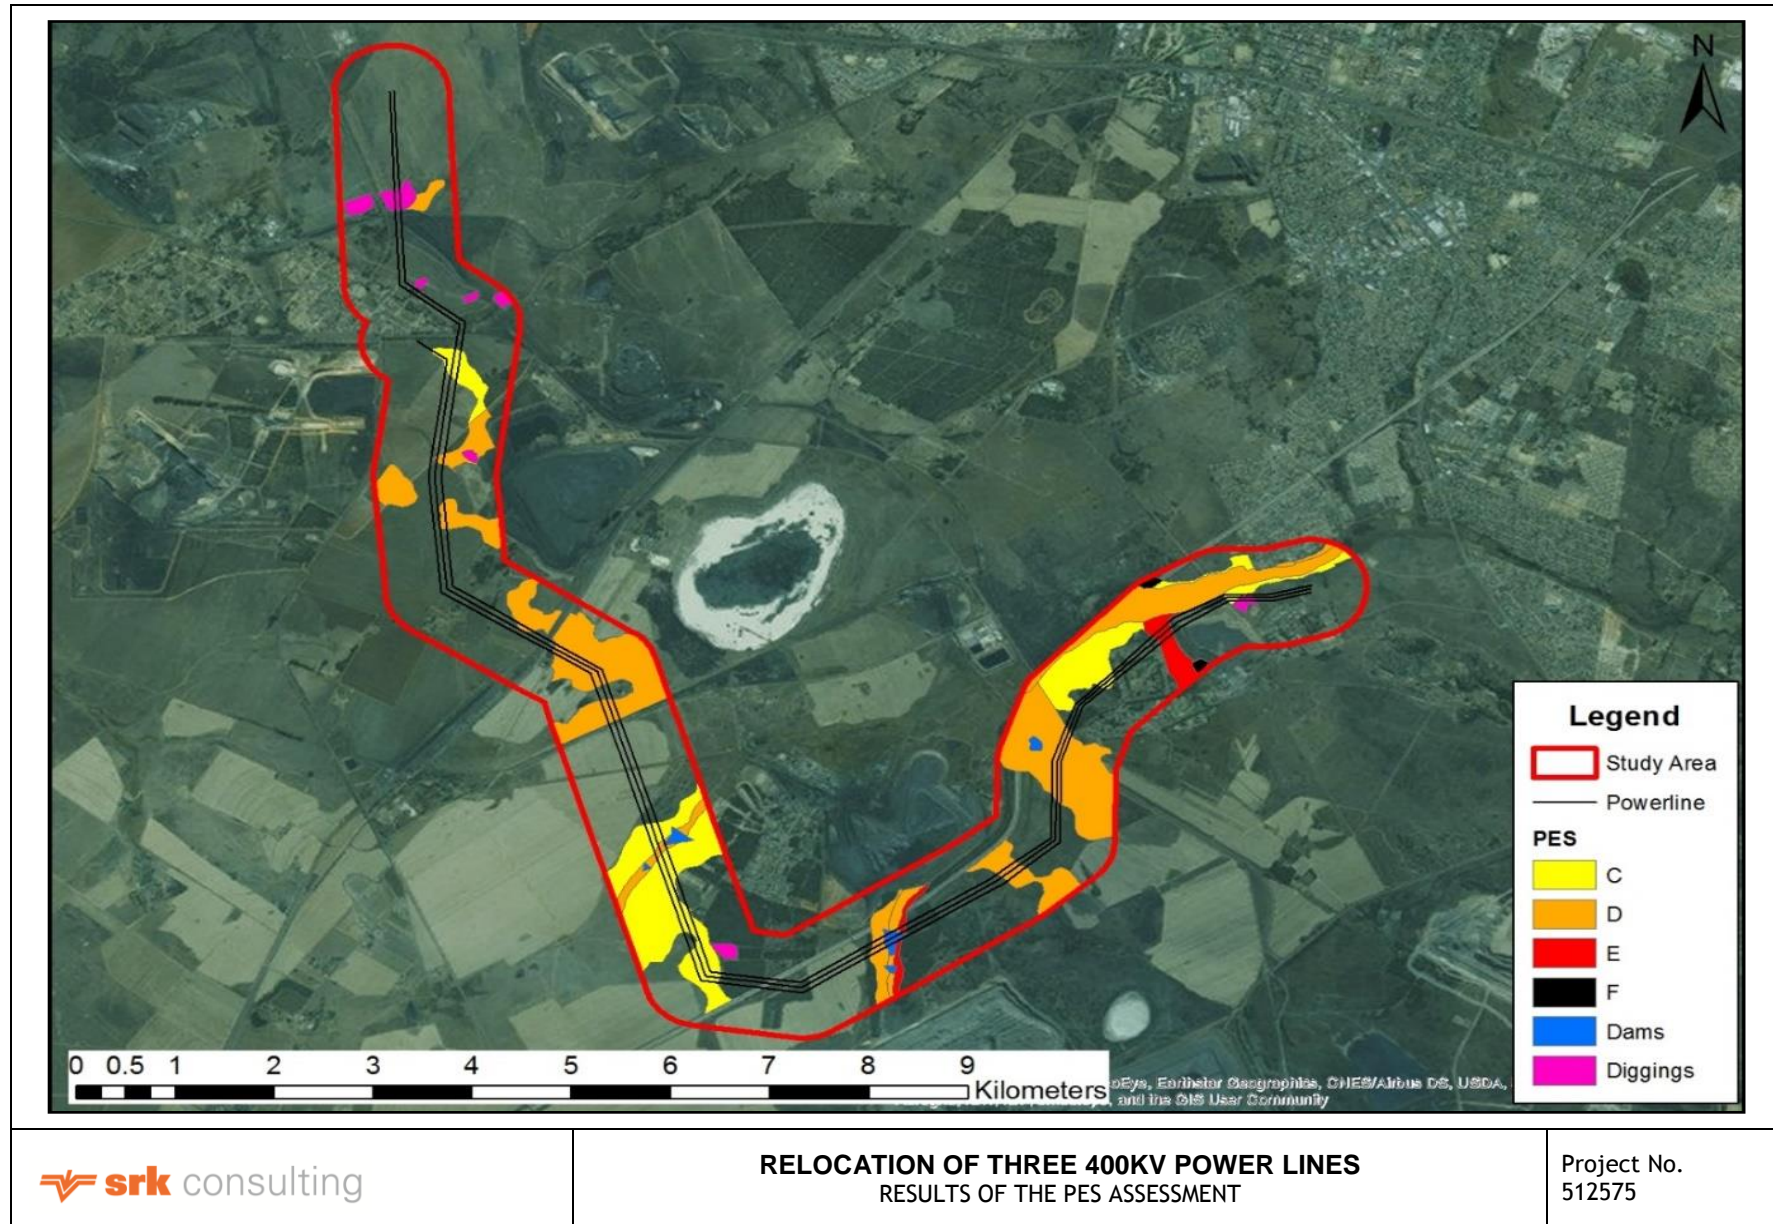 N
Legend
Study Area
Powerline
PES
C
D
E
F
Dams
Diggings
0 0.5 1 2 3 4 5 6 7 8 9
Kilometers
Earthstar Geographics, CNES/Airbus DS, USDA,
and the GIS User Community
srk consulting
RELOCATION OF THREE 400KV POWER LINES
RESULTS OF THE PES ASSESSMENT
Project No.
512575